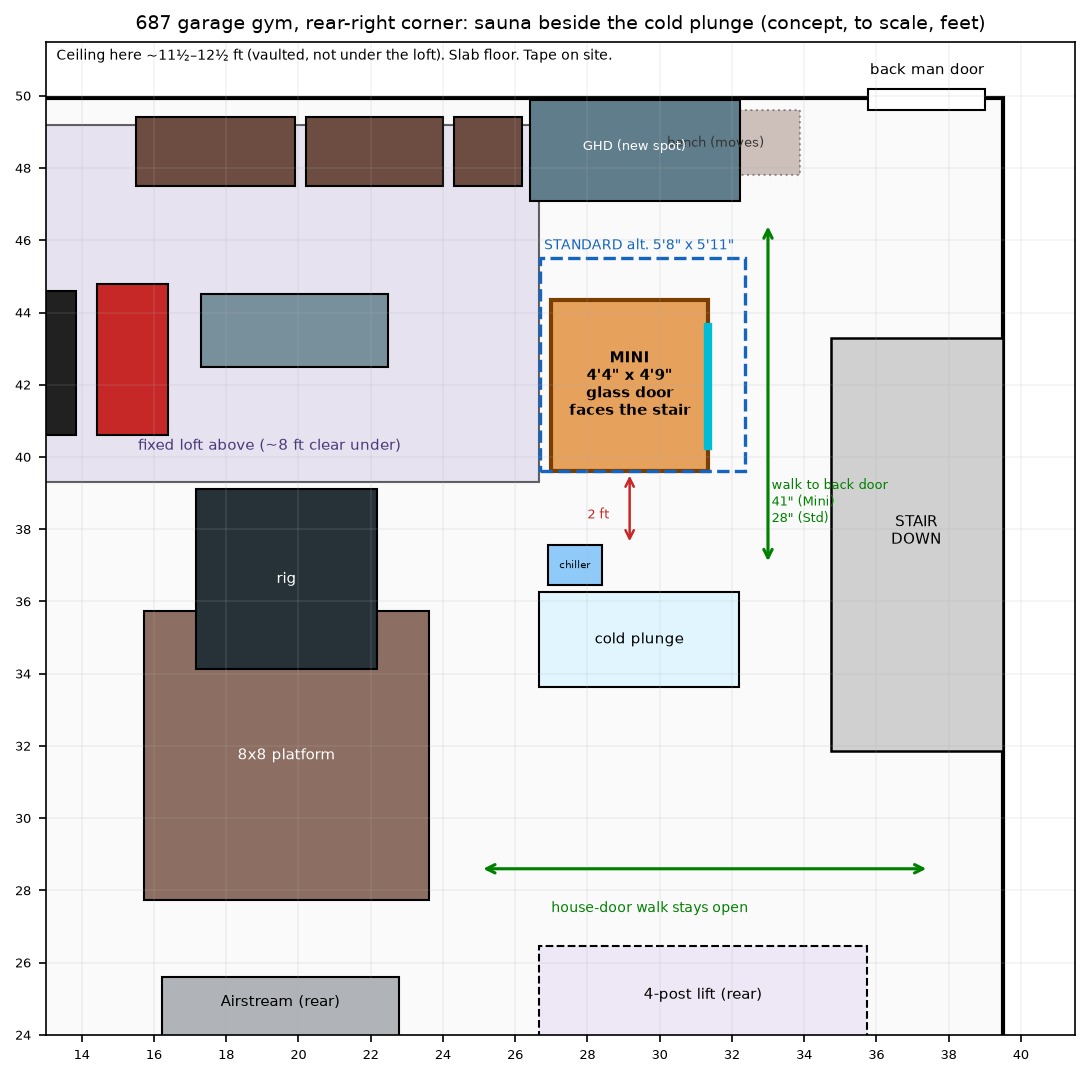 687 garage gym, rear-right corner: sauna beside the cold plunge (concept, to scale, feet)
Ceiling here ~11½–12½ ft (vaulted, not under the loft). Slab floor. Tape on site.
back man door
50
48
46
44
42
40
38
36
34
32
30
28
26
24
GHD (new spot)
bench (moves)
STANDARD alt. 5'8" x 5'11"
MINI
4'4" x 4'9"
glass door
faces the stair
fixed loft above (~8 ft clear under)
walk to back door
41" (Mini)
28" (Std)
2 ft
STAIR
DOWN
chiller
rig
cold plunge
8x8 platform
house-door walk stays open
Airstream (rear)
4-post lift (rear)
14
16
18
20
22
24
26
28
30
32
34
36
38
40